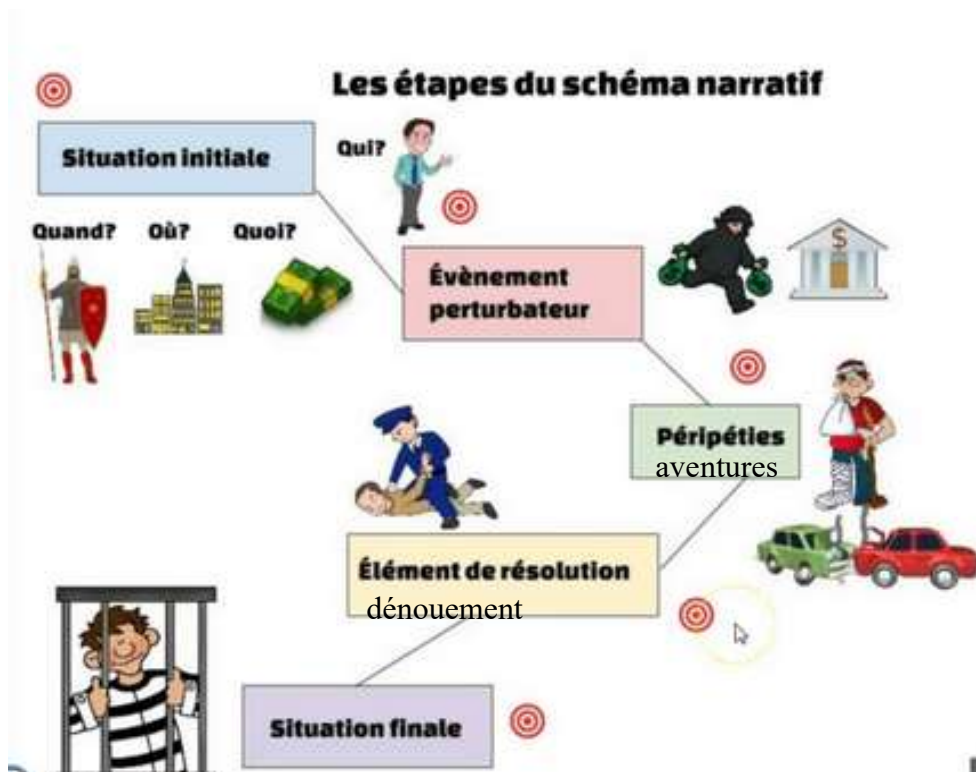 Les étapes du schéma narratif
Situation initiale
Qui?
Quand?
Où?
Quoi?
Évènement
perturbateur
$
Péripéties
aventures
Élément de résolution
dénouement
Situation finale